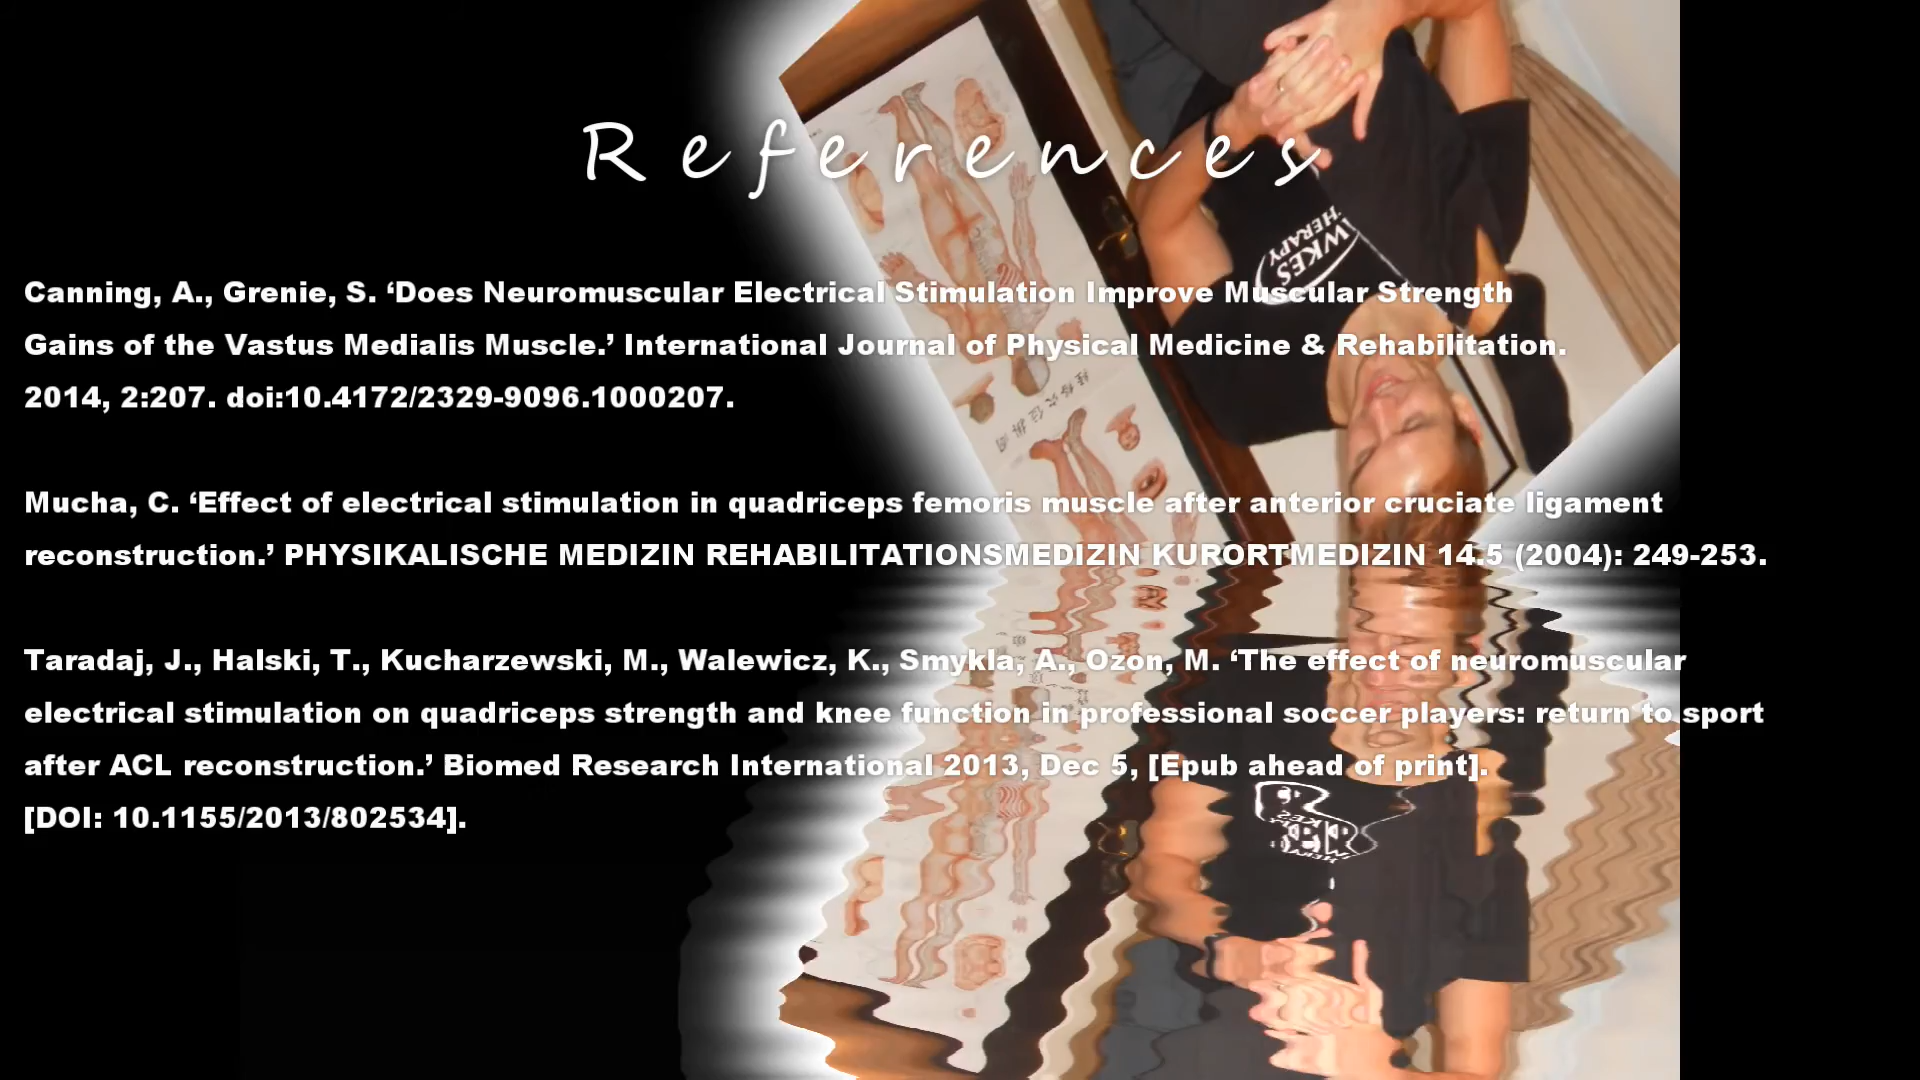 References
Canning, A., Grenie, S. ‘Does Neuromuscular Electrical Stimulation Improve Muscular Strength
Gains of the Vastus Medialis Muscle.’ International Journal of Physical Medicine & Rehabilitation.
2014, 2:207. doi:10.4172/2329-9096.1000207.
Mucha, C. ‘Effect of electrical stimulation in quadriceps femoris muscle after anterior cruciate ligament
reconstruction.’ PHYSIKALISCHE MEDIZIN REHABILITATIONSMEDIZIN KURORTMEDIZIN 14.5 (2004): 249-253.
Taradaj, J., Halski, T., Kucharzewski, M., Walewicz, K., Smykla, A., Ozon, M. ‘The effect of neuromuscular
electrical stimulation on quadriceps strength and knee function in professional soccer players: return to sport
after ACL reconstruction.’ Biomed Research International 2013, Dec 5, [Epub ahead of print].
[DOI: 10.1155/2013/802534].